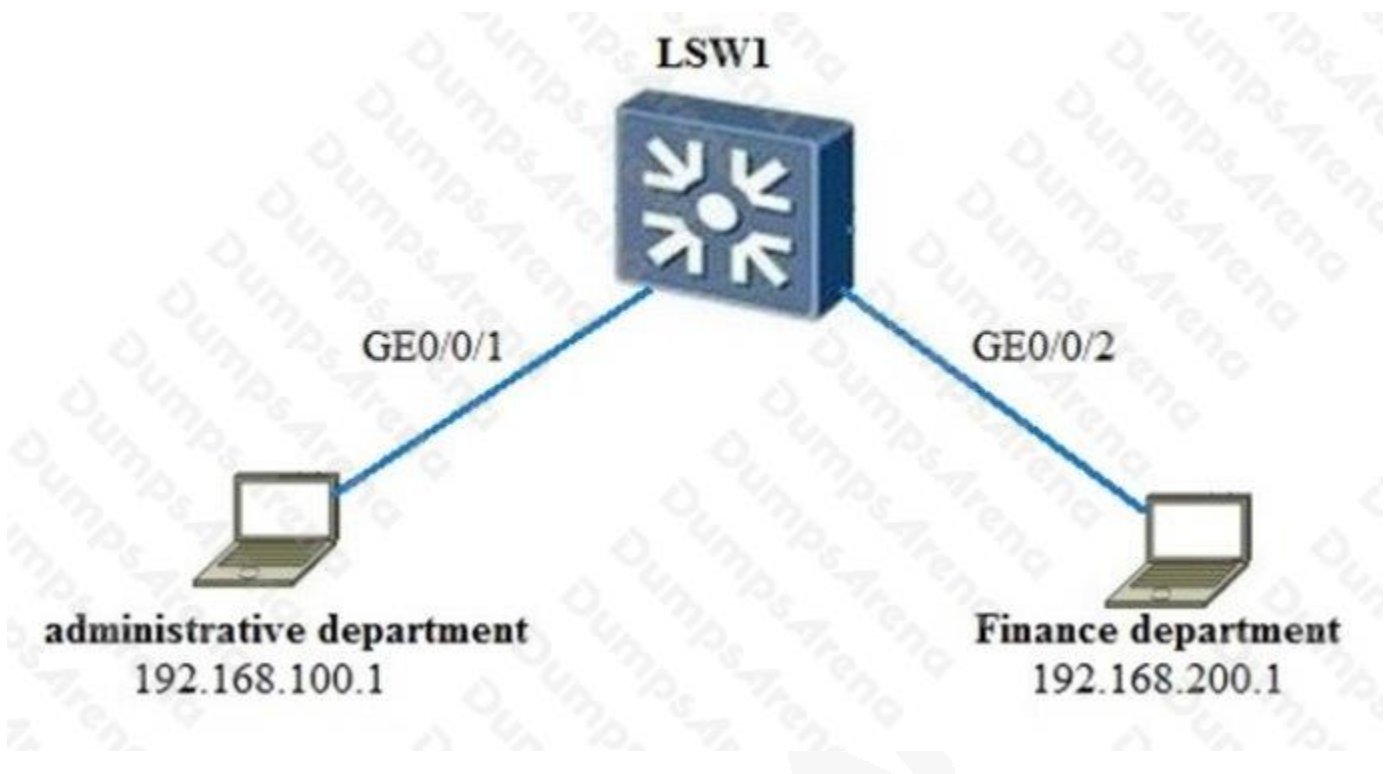 LSW1
GE0/0/1
GE0/0/2
administrative department
192.168.100.1
Finance department
192.168.200.1
DumpsArena